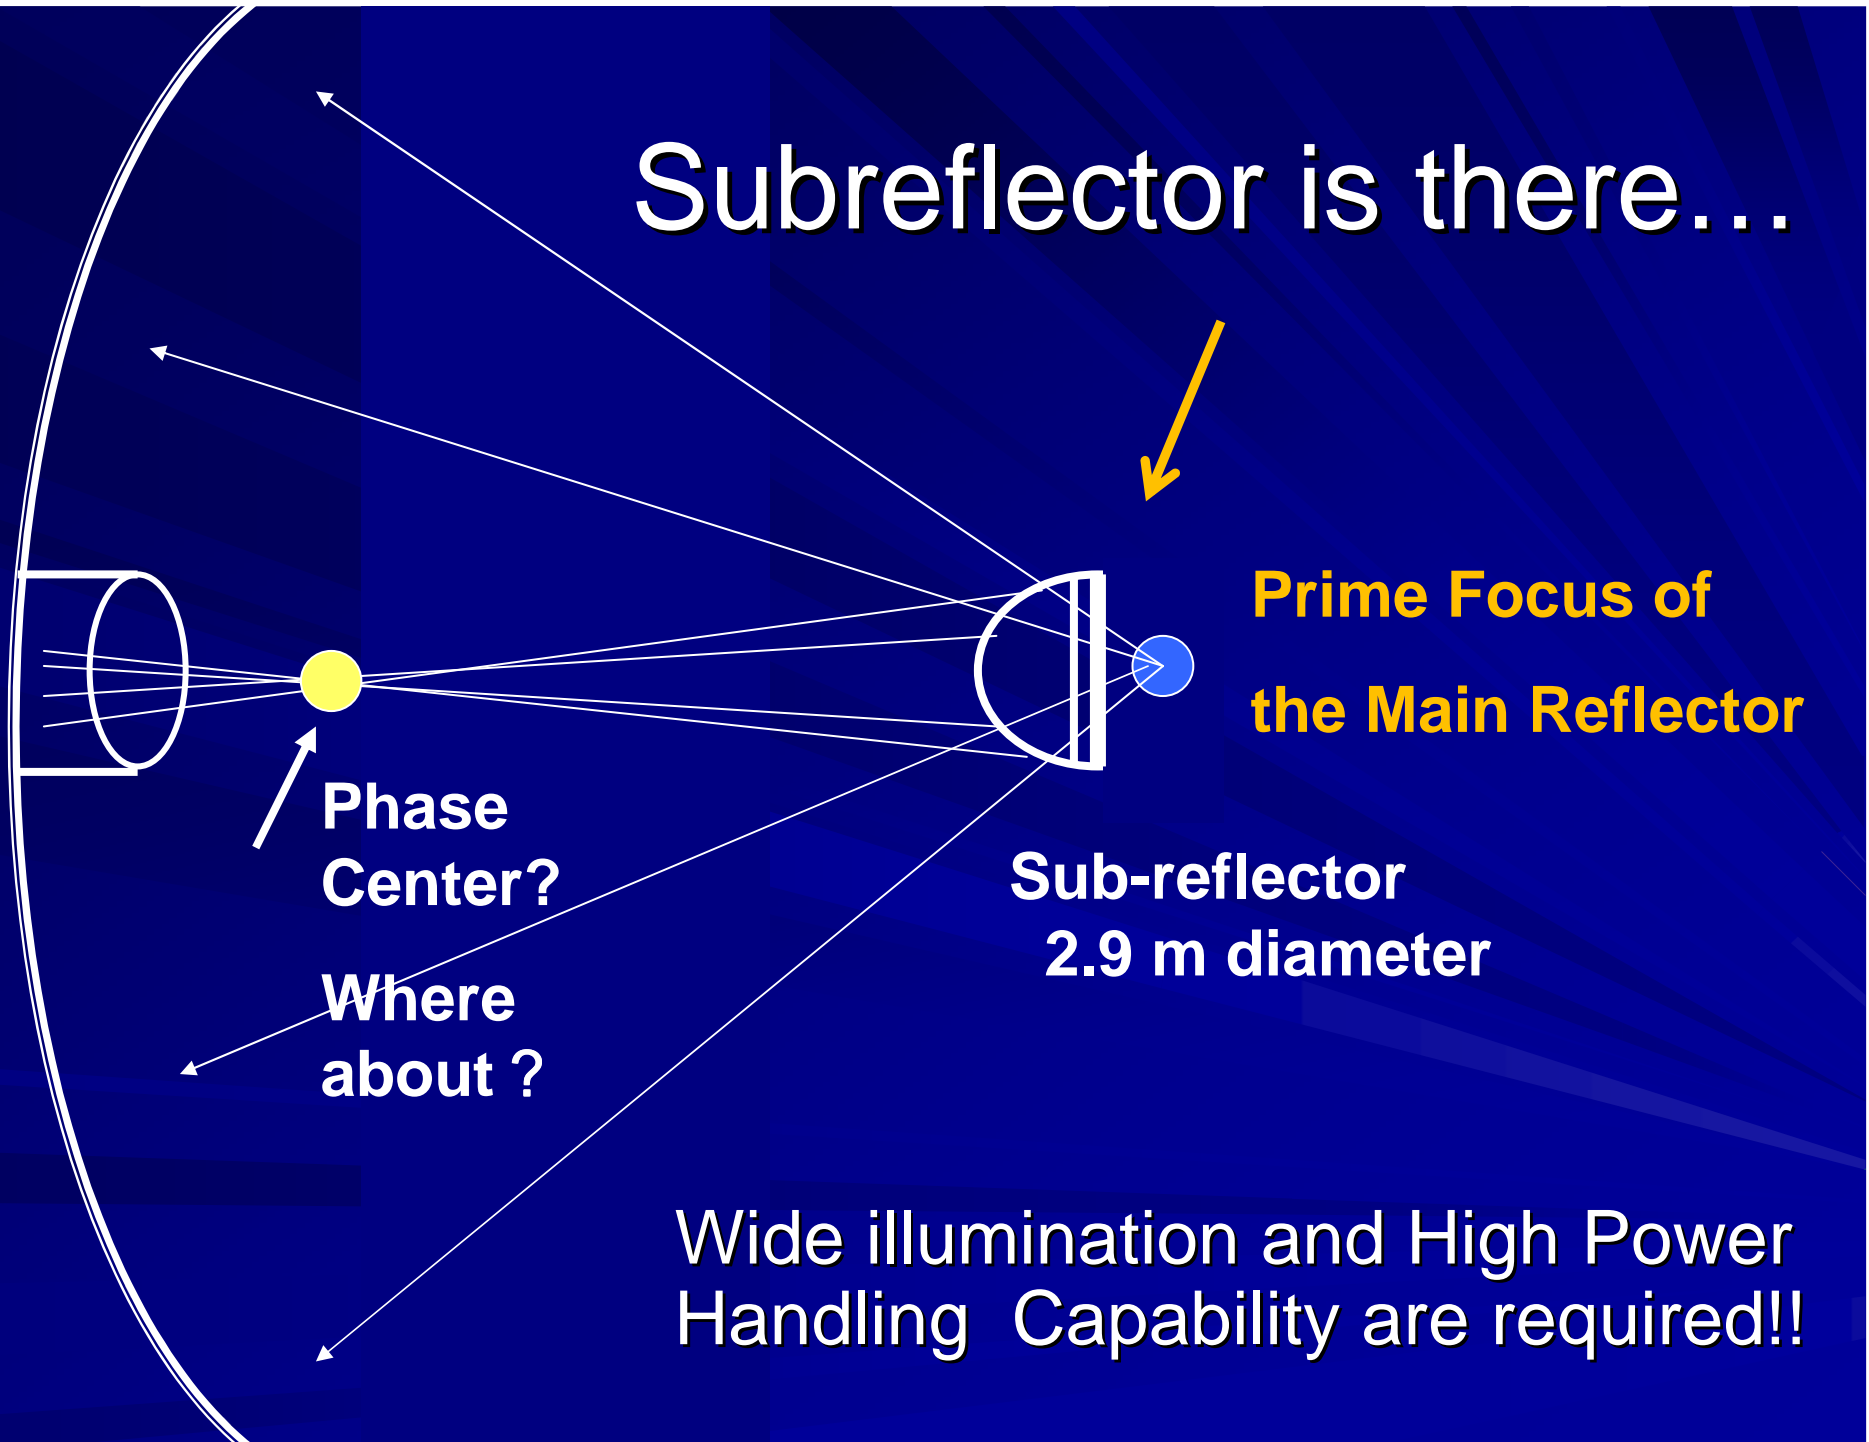 Subreflector is there…
Prime Focus of
the Main Reflector
Phase
Center?
Where
about ?
Sub-reflector
2.9 m diameter
Wide illumination and High Power
Handling  Capability are required!!